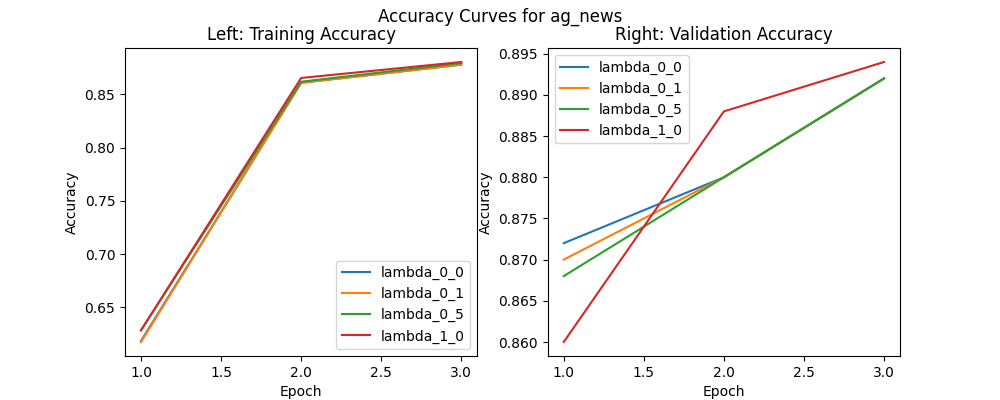 Accuracy Curves for ag_news
Left: Training Accuracy
Accuracy
0.85
0.80
0.75
0.70
0.65
lambda_0_0
lambda_0_1
lambda_0_5
lambda_1_0
1.0 1.5 2.0 2.5 3.0
Epoch
Right: Validation Accuracy
Accuracy
0.895
0.890
0.885
0.880
0.875
0.870
0.865
0.860
lambda_0_0
lambda_0_1
lambda_0_5
lambda_1_0
1.0 1.5 2.0 2.5 3.0
Epoch